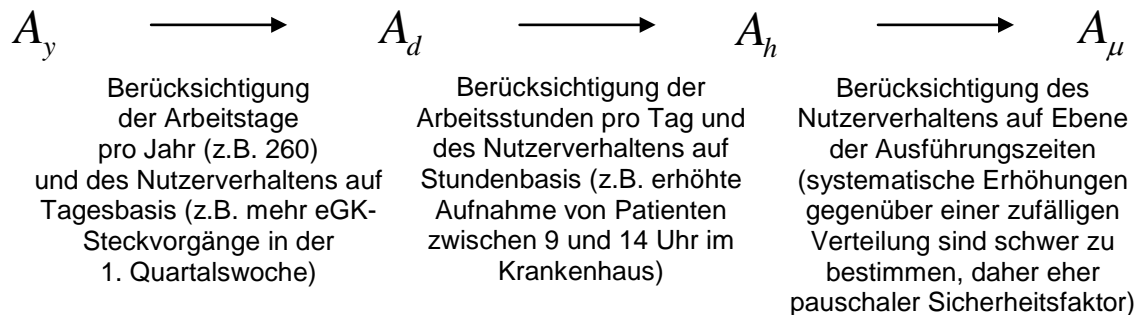 A_y A_d A_h A_μ
Berücksichtigung
der Arbeitstage
pro Jahr (z.B. 260)
und des Nutzerverhaltens auf
Tagesbasis (z.B. mehr eGK-
Steckvorgänge in der
1. Quartalswoche)
Berücksichtigung der
Arbeitsstunden pro Tag und
des Nutzerverhaltens auf
Stundenbasis (z.B. erhöhte
Aufnahme von Patienten
zwischen 9 und 14 Uhr im
Krankenhaus)
Berücksichtigung des
Nutzerverhaltens auf Ebene
der Ausführungszeiten
(systematische Erhöhungen
gegenüber einer zufälligen
Verteilung sind schwer zu
bestimmen, daher eher
pauschaler Sicherheitsfaktor)